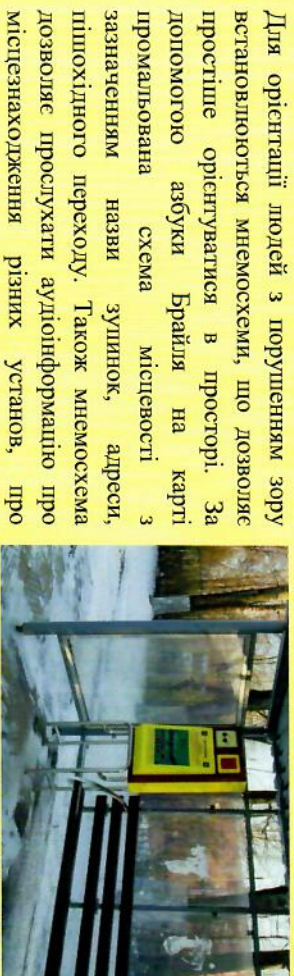 Для орієнтації людей з порушенням зору
встановлюються мнемосхеми, що дозволяє
простіше орієнтуватися в просторі. За
допомогою азбуки Брайля на карті
промальована схема місцевості з
зазначенням назви зупинок, адреси,
пішохідного переходу. Також мнемосхема
дозволяє прослухати аудіоінформацію про
місцезнаходження різних установ, про